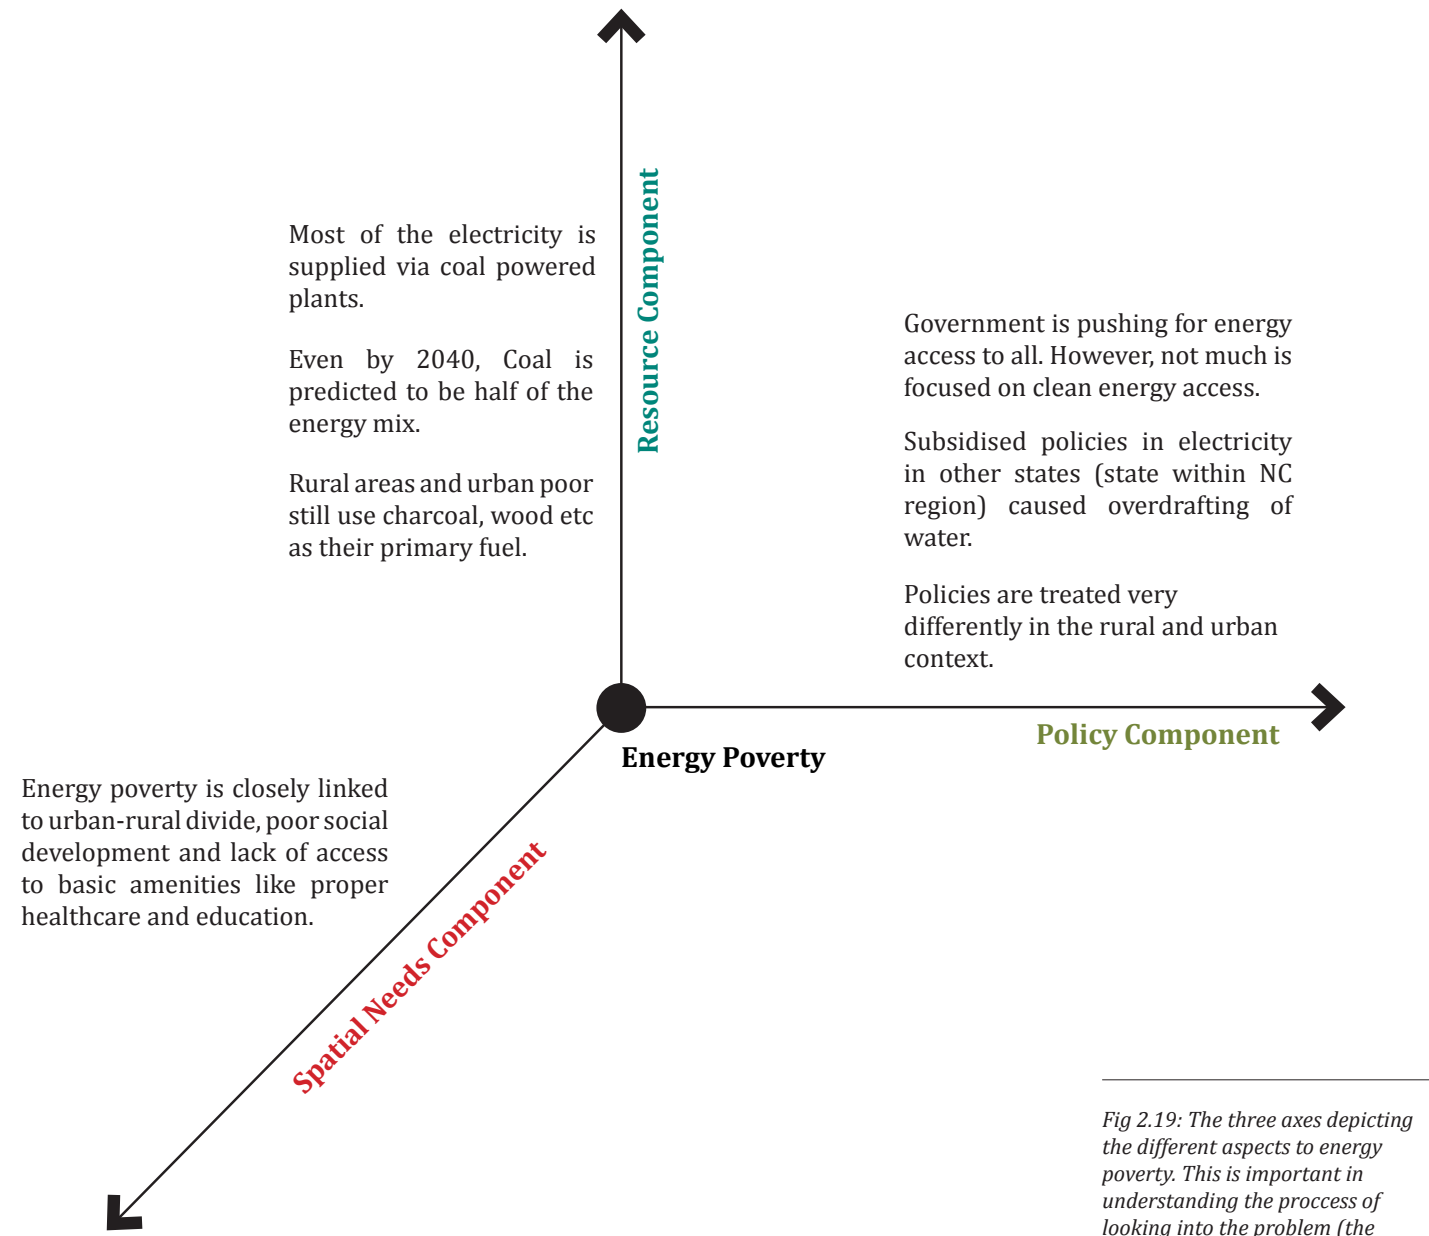 Resource Component
Most of the electricity is
supplied via coal powered
plants.
Even by 2040, Coal is
predicted to be half of the
energy mix.
Rural areas and urban poor
still use charcoal, wood etc
as their primary fuel.
Government is pushing for energy
access to all. However, not much is
focused on clean energy access.
Subsidised policies in electricity
in other states (state within NC
region) caused overdrafting of
water.
Policies are treated very
differently in the rural and urban
context.
Policy Component
Energy Poverty
Energy poverty is closely linked
to urban-rural divide, poor social
development and lack of access
to basic amenities like proper
healthcare and education.
Spatial Needs Component
Fig 2.19: The three axes depicting
the different aspects to energy
poverty. This is important in
understanding the proccess of
looking into the problem (the